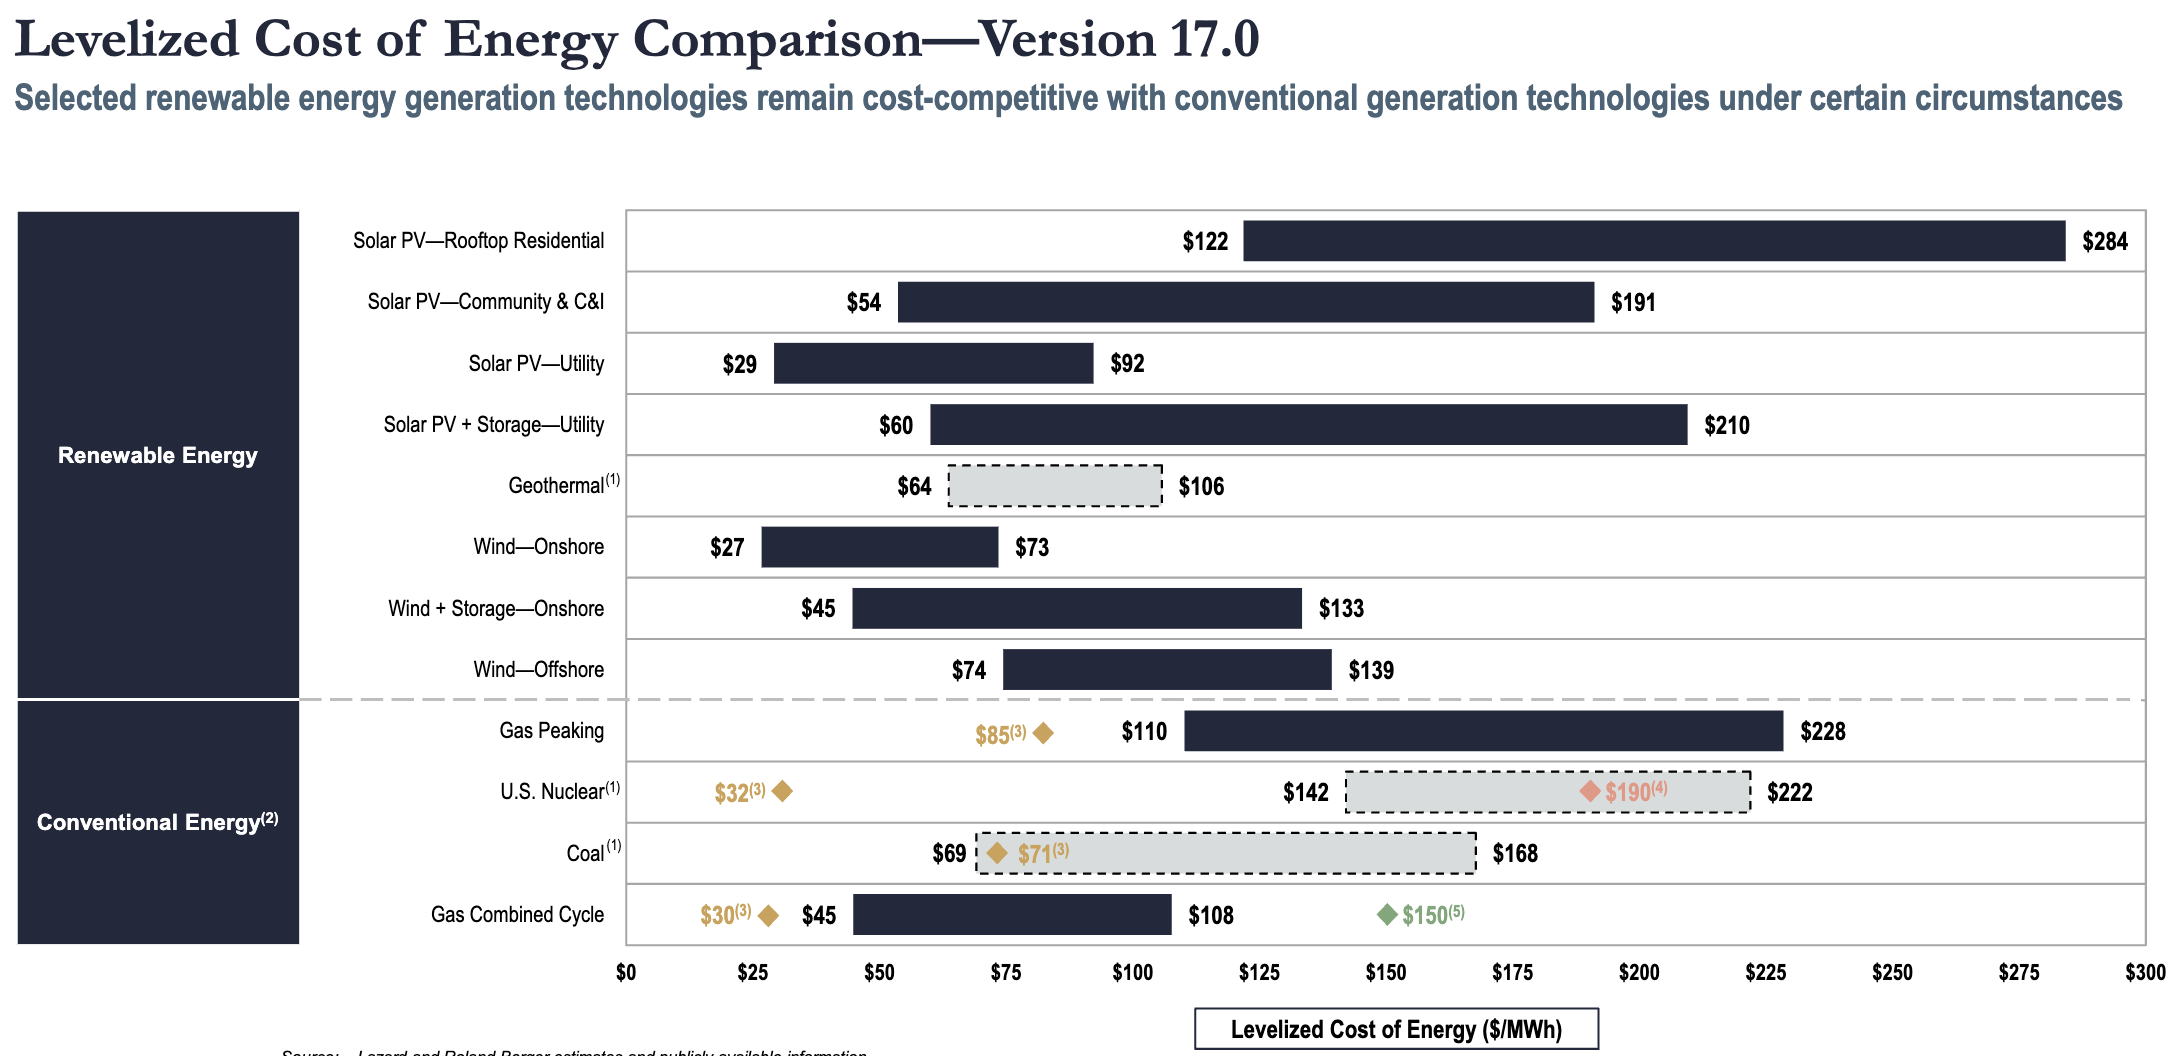 Levelized Cost of Energy Comparison—Version 17.0
Selected renewable energy generation technologies remain cost-competitive with conventional generation technologies under certain circumstances
Renewable Energy
Solar PV—Rooftop Residential $122 $284
Solar PV—Community & C&I $54 $191
Solar PV—Utility $29 $92
Solar PV + Storage—Utility $60 $210
Geothermal(1) $64 $106
Wind—Onshore $27 $73
Wind + Storage—Onshore $45 $133
Wind—Offshore $74 $139
Conventional Energy(2)
Gas Peaking $85(3) $110 $228
U.S. Nuclear(1) $32(3) $142 $190(4) $222
Coal(1) $69 $71(3) $168
Gas Combined Cycle $30(3) $45 $108 $150(5)
$0 $25 $50 $75 $100 $125 $150 $175 $200 $225 $250 $275 $300
Levelized Cost of Energy ($/MWh)
Source: Lazard and Roland Berger estimates and publicly available information